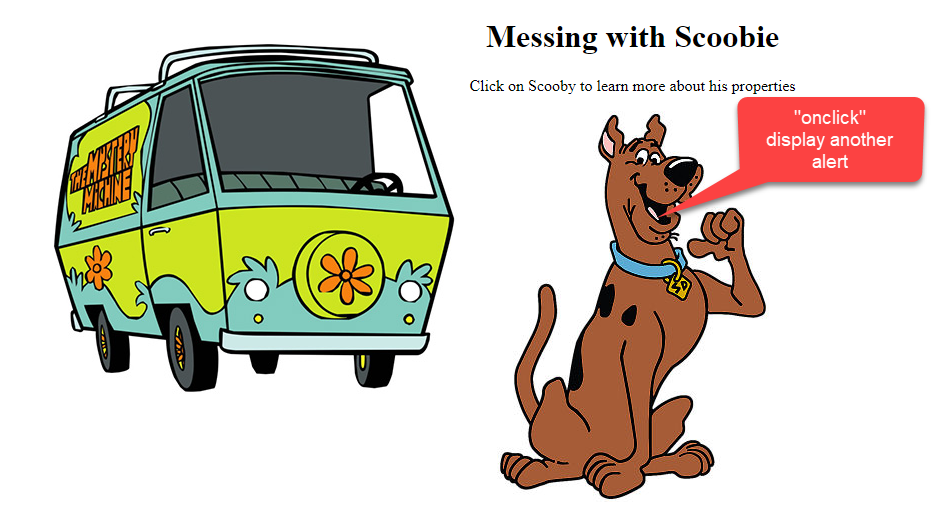 Messing with Scoobie
Click on Scooby to learn more about his properties
"onclick"
display another
alert
THE MYSTERY
MACHINE
SD